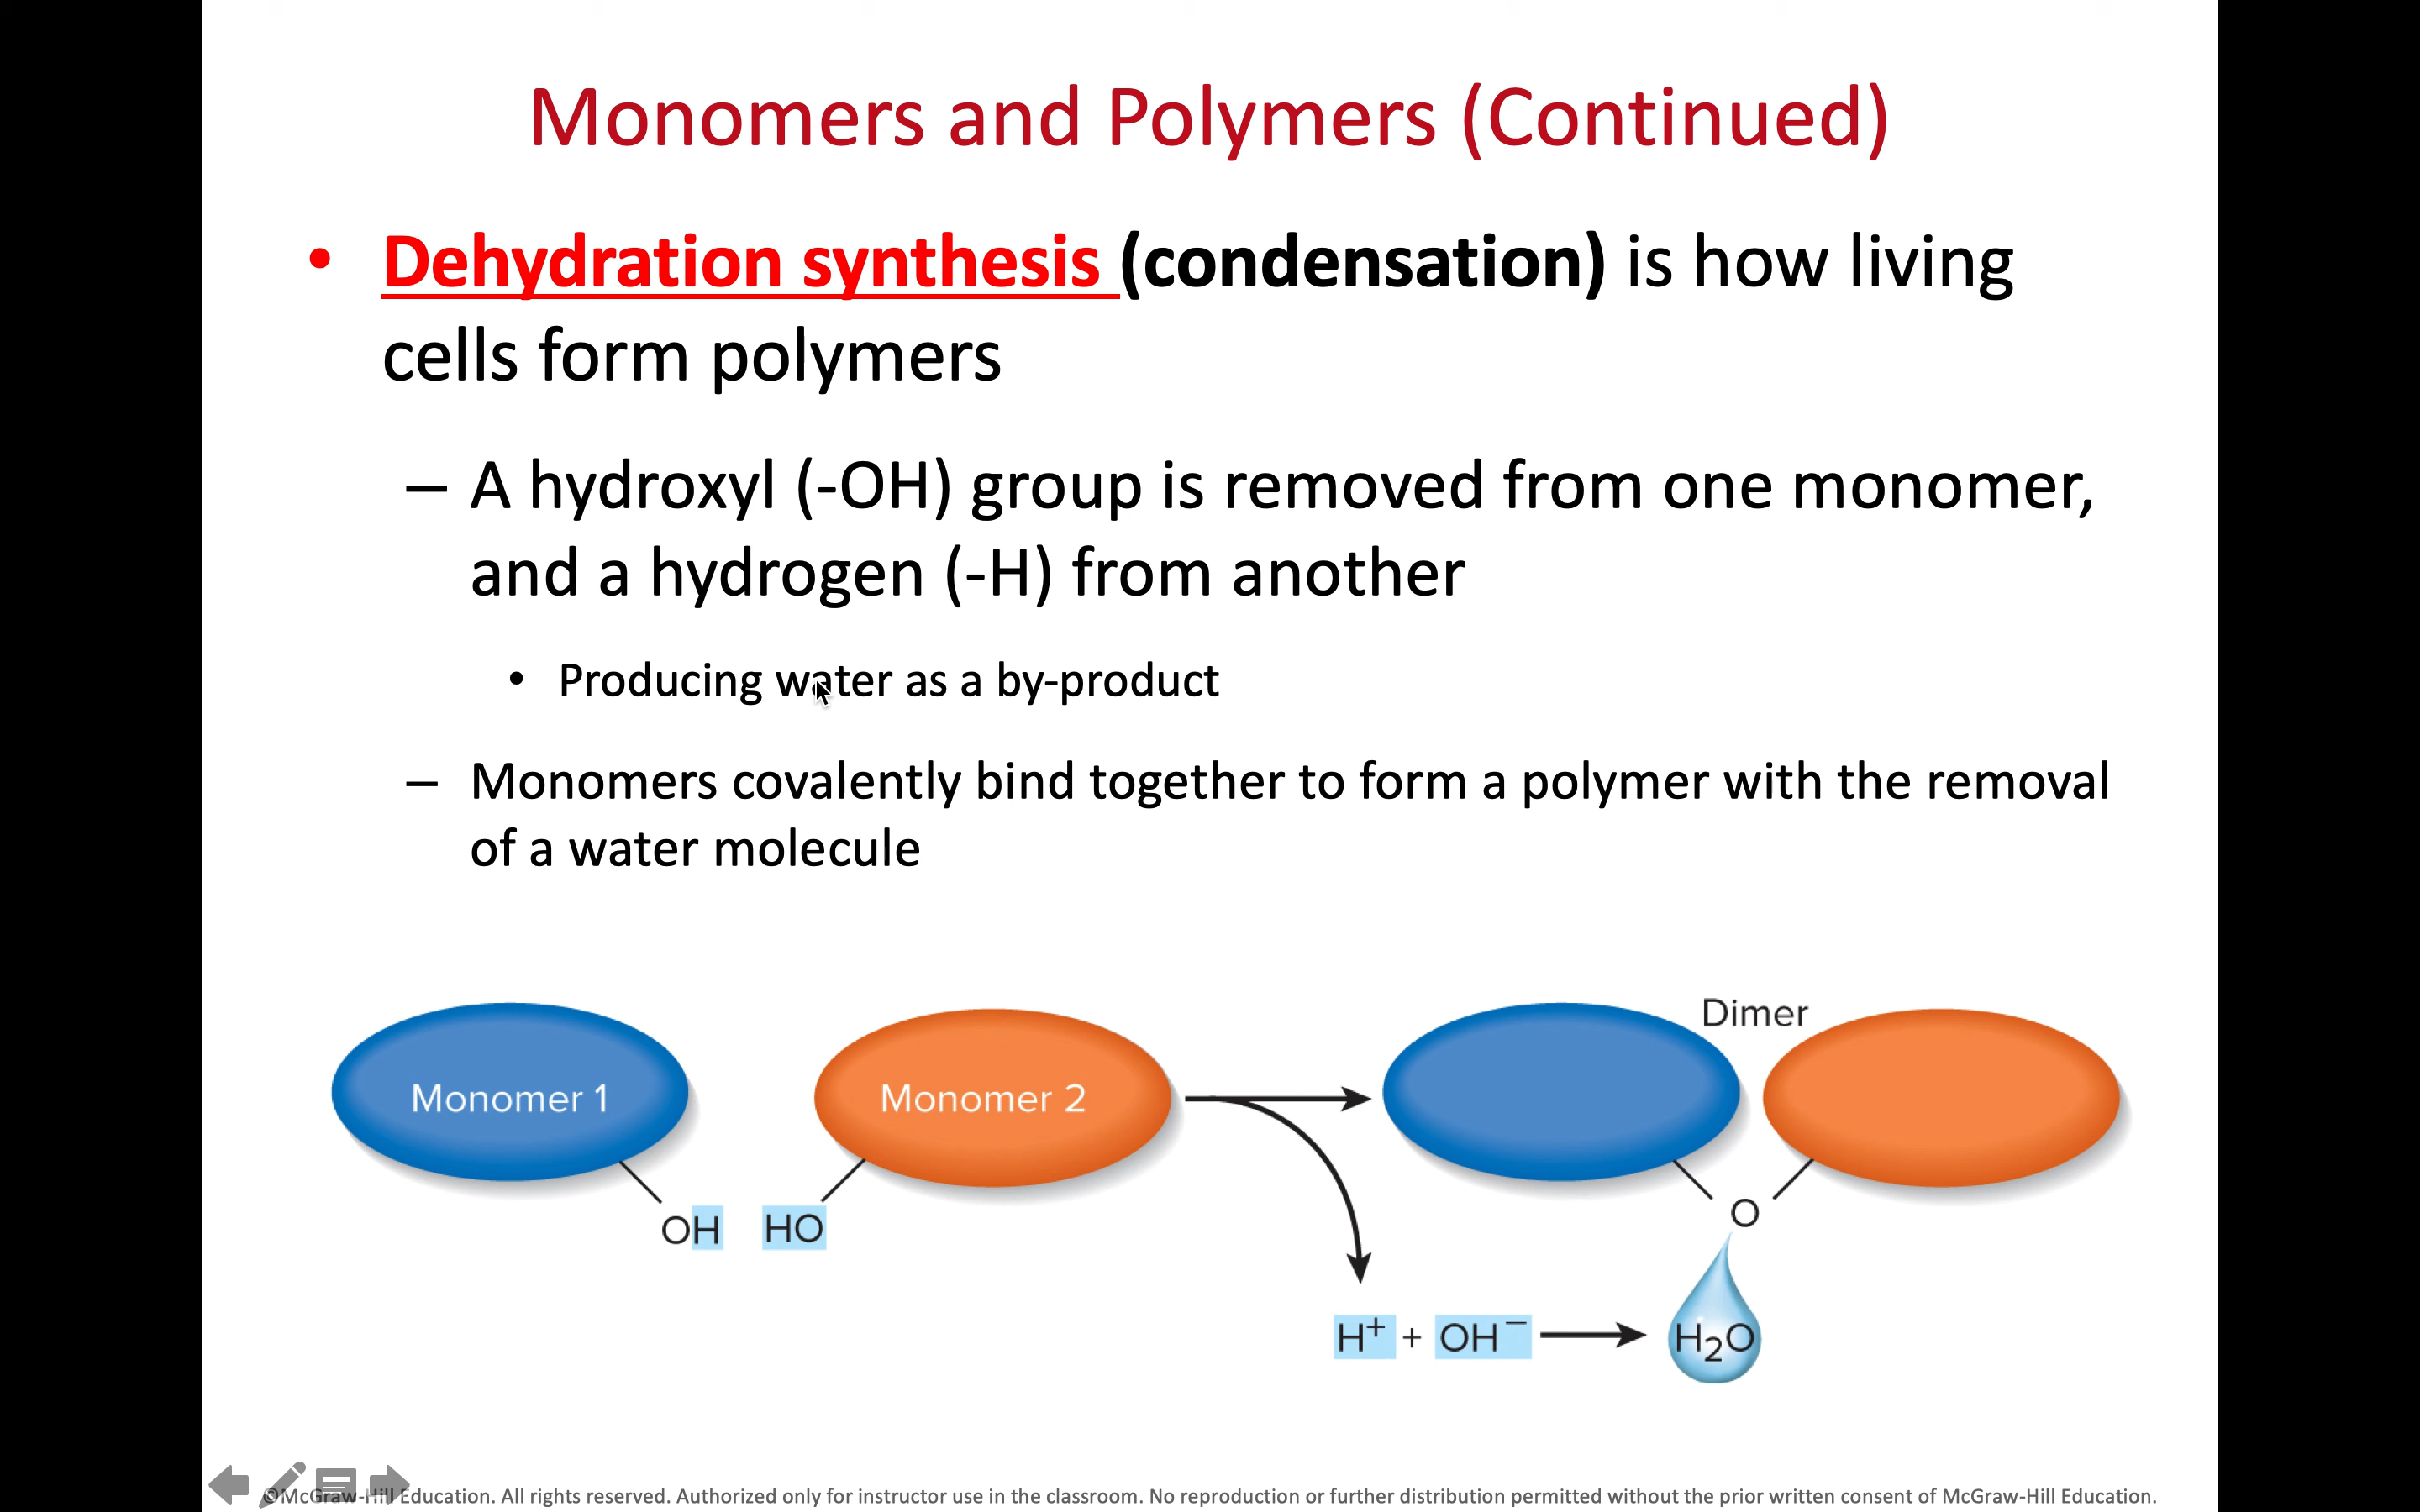 Monomers and Polymers (Continued)
• Dehydration synthesis (condensation) is how living
cells form polymers
– A hydroxyl (-OH) group is removed from one monomer,
and a hydrogen (-H) from another
• Producing water as a by-product
– Monomers covalently bind together to form a polymer with the removal
of a water molecule
Dimer
Monomer 1
Monomer 2
OH HO
O
H⁺ + OH⁻
H₂O
©McGraw-Hill Education. All rights reserved. Authorized only for instructor use in the classroom. No reproduction or further distribution permitted without the prior written consent of McGraw-Hill Education.